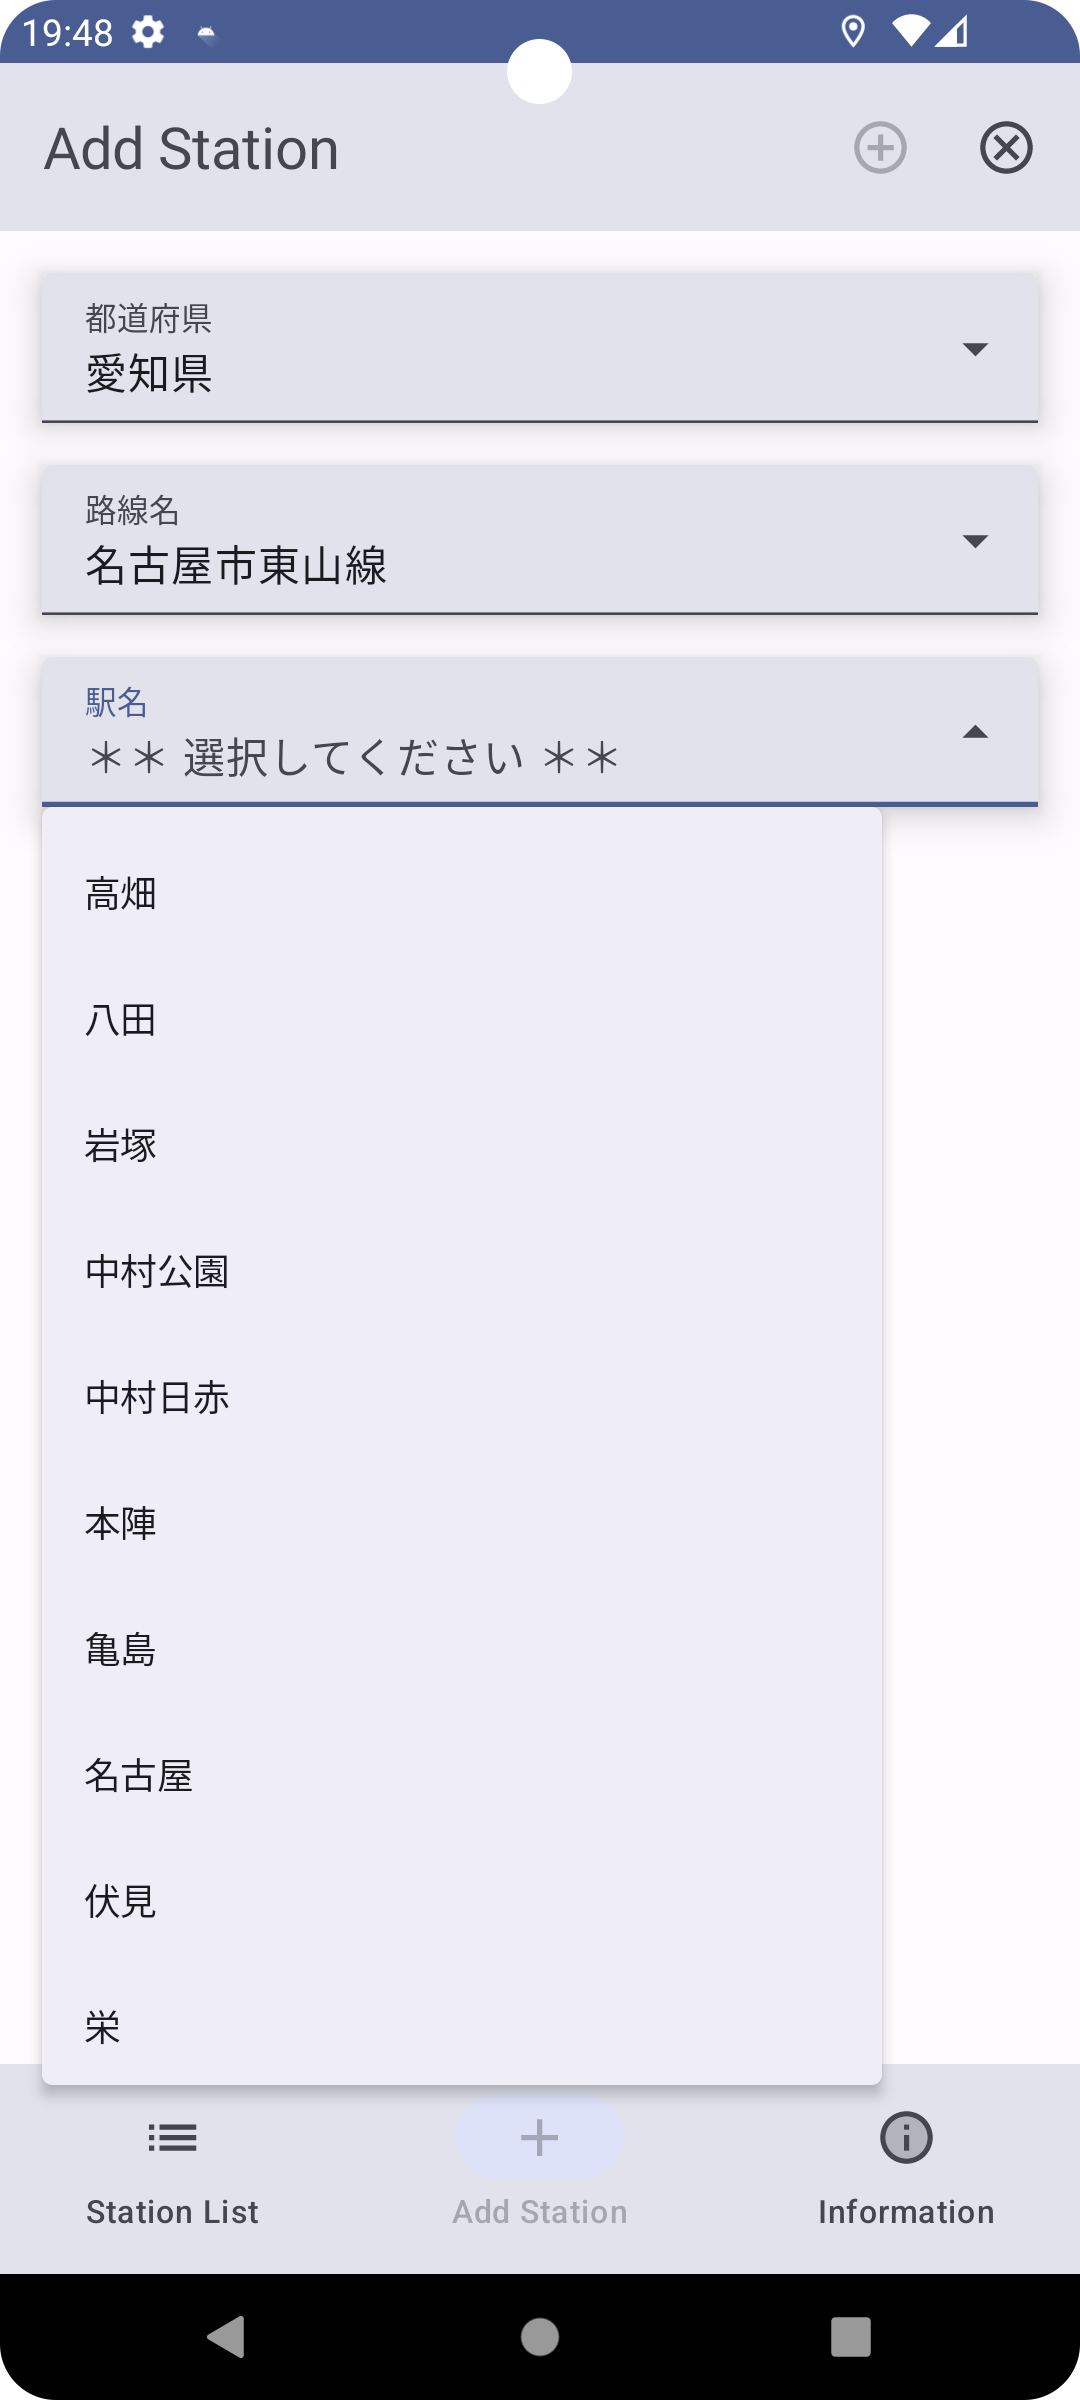 19:48
Add Station
都道府県
愛知県
路線名
名古屋市東山線
駅名
＊＊ 選択してください ＊＊
高畑
八田
岩塚
中村公園
中村日赤
本陣
亀島
名古屋
伏見
栄
Station List
Add Station
Information